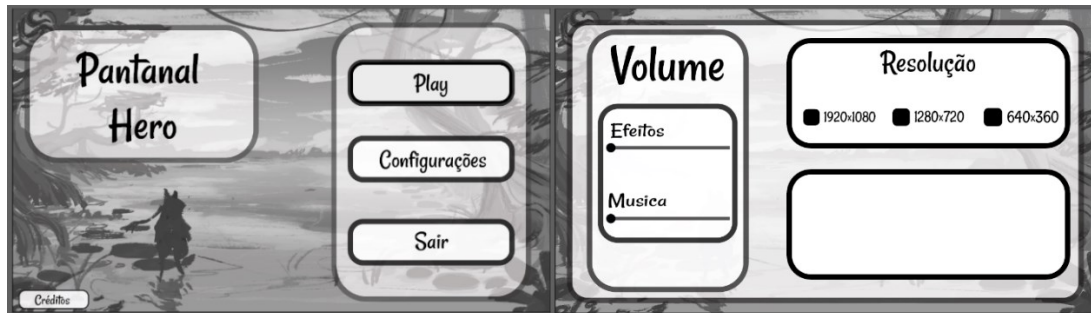 Pantanal
Hero
Play
Configurações
Sair
Créditos
Volume
Efeitos
Musica
Resolução
1920x1080 1280x720 640x360